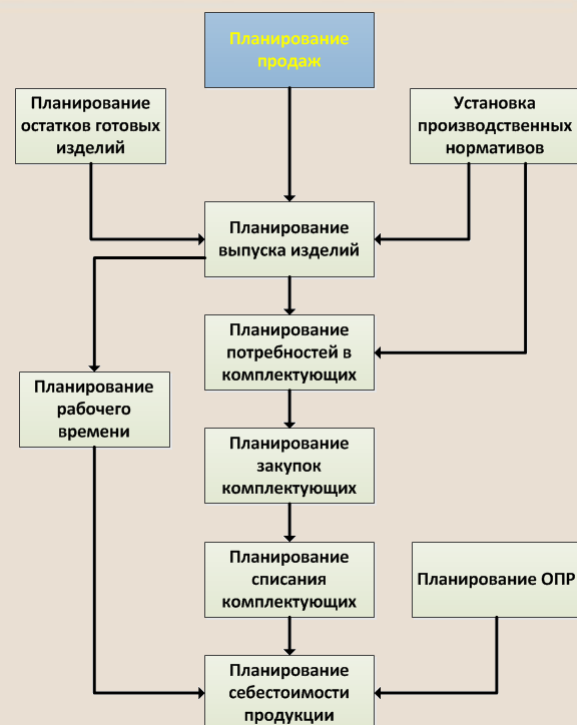 Планирование
продаж
Планирование
остатков готовых
изделий
Установка
производственных
нормативов
Планирование
выпуска изделий
Планирование
потребностей в
комплектующих
Планирование
рабочего
времени
Планирование
закупок
комплектующих
Планирование
списания
комплектующих
Планирование ОПР
Планирование
себестоимости
продукции